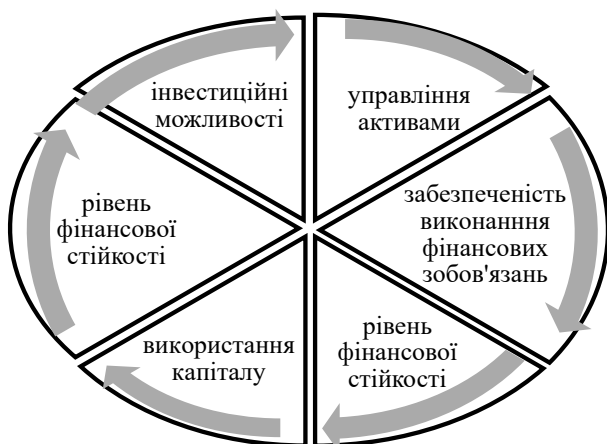 інвестиційні
можливості
управління
активами
забезпеченість
виконанння
фінансових
зобов'язань
рівень
фінансової
стійкості
використання
капіталу
рівень
фінансової
стійкості